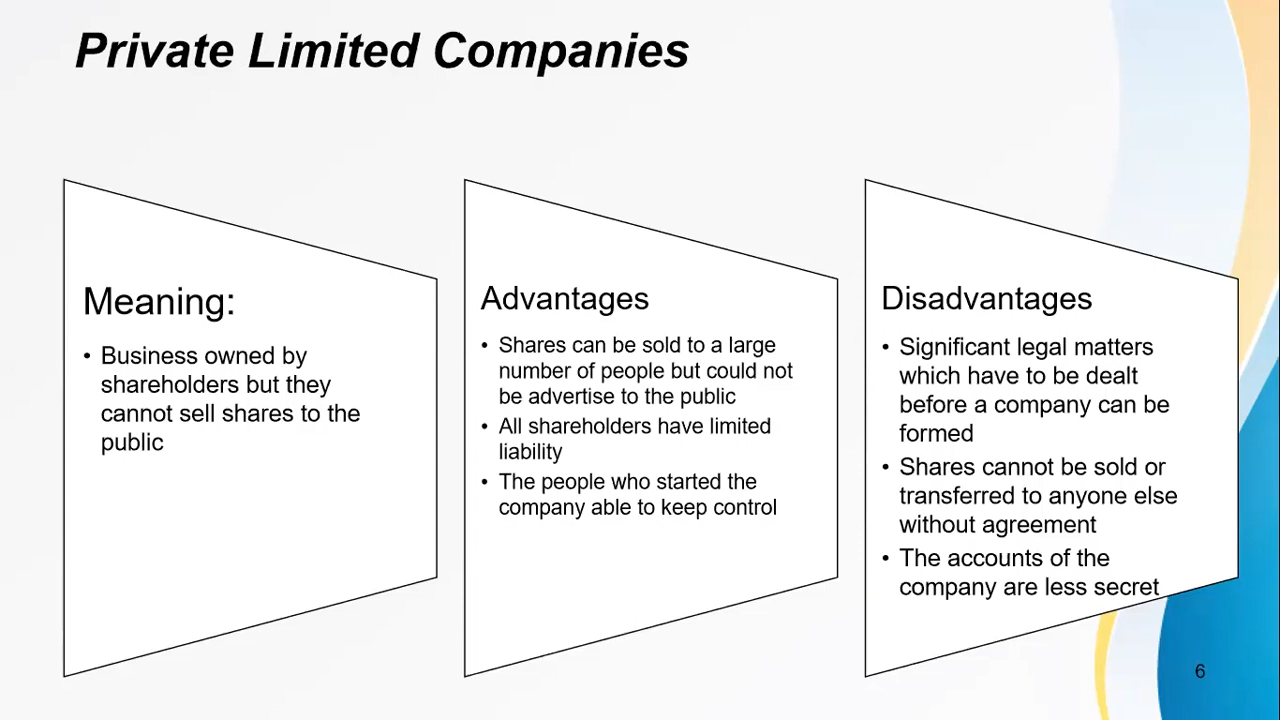 Private Limited Companies
Meaning:
• Business owned by
shareholders but they
cannot sell shares to the
public
Advantages
• Shares can be sold to a large
number of people but could not
be advertise to the public
• All shareholders have limited
liability
• The people who started the
company able to keep control
Disadvantages
• Significant legal matters
which have to be dealt
before a company can be
formed
• Shares cannot be sold or
transferred to anyone else
without agreement
• The accounts of the
company are less secret
6